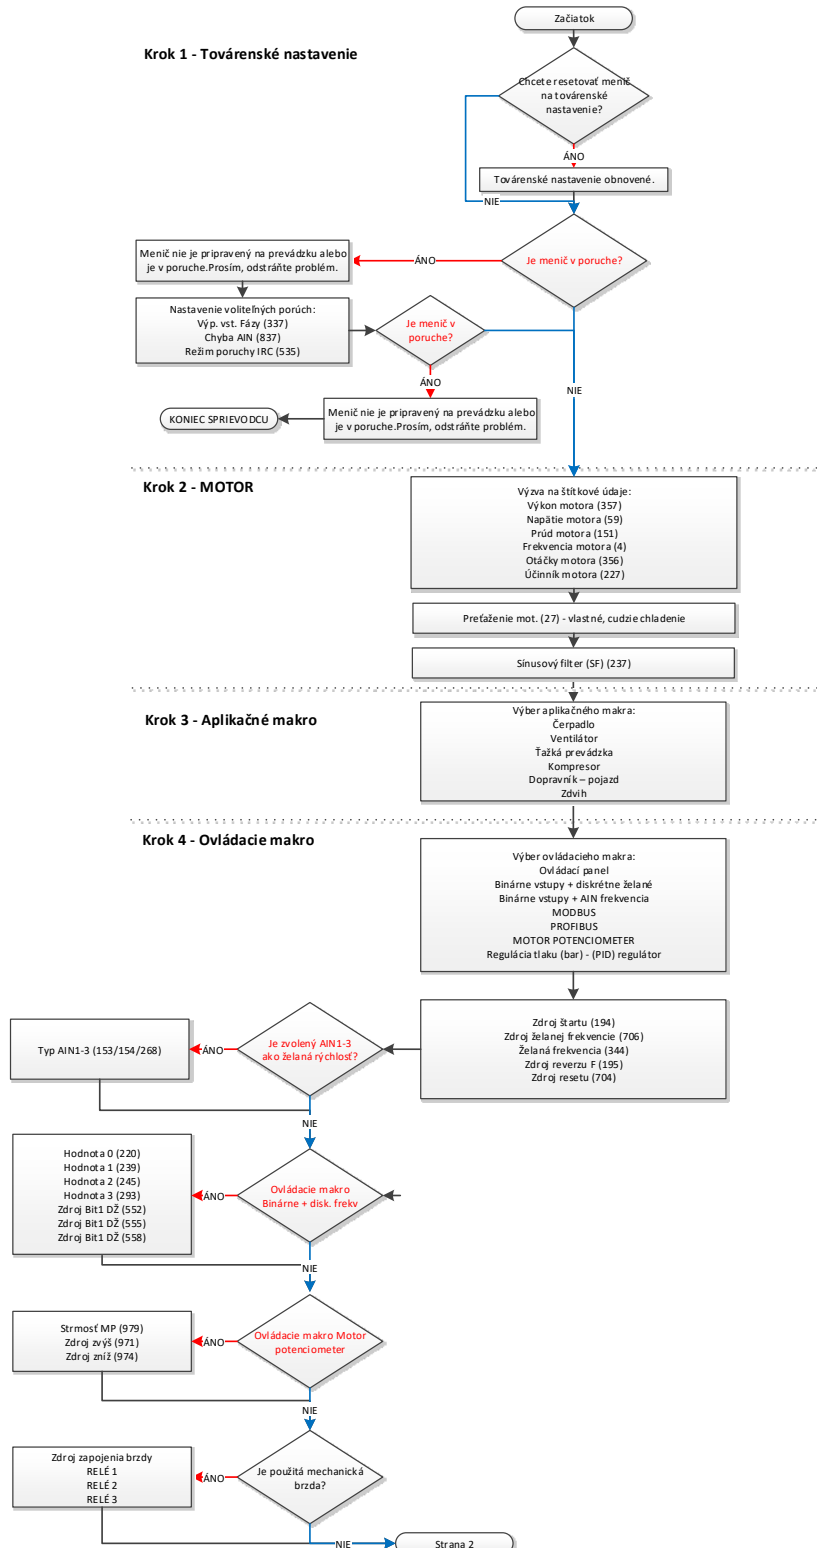 Začiatok
Krok 1 - Továrenské nastavenie
Chcete resetovať menič
na továrenské
nastavenie?
ÁNO
Továrenské nastavenie obnovené.
NIE
Je menič v poruche?
ÁNO
Menič nie je pripravený na prevádzku alebo
je v poruche.Prosím, odstráňte problém.
Nastavenie voliteľných porúch:
Výp. vst. Fázy (337)
Chyba AIN (837)
Režim poruchy IRC (535)
Je menič v
poruche?
ÁNO
NIE
Menič nie je pripravený na prevádzku alebo
je v poruche.Prosím, odstráňte problém.
KONIEC SPRIEVODCU
Krok 2 - MOTOR
Výzva na štítkové údaje:
Výkon motora (357)
Napätie motora (59)
Prúd motora (151)
Frekvencia motora (4)
Otáčky motora (356)
Účinník motora (227)
Preťaženie mot. (27) - vlastné, cudzie chladenie
Sínusový filter (SF) (237)
Krok 3 - Aplikačné makro
Výber aplikačného makra:
Čerpadlo
Ventilátor
Ťažká prevádzka
Kompresor
Dopravník – pojazd
Zdvih
Krok 4 - Ovládacie makro
Výber ovládacieho makra:
Ovládací panel
Binárne vstupy + diskrétne želané
Binárne vstupy + AIN frekvencia
MODBUS
PROFIBUS
MOTOR POTENCIOMETER
Regulácia tlaku (bar) - (PID) regulátor
Zdroj štartu (194)
Zdroj želanej frekvencie (706)
Želaná frekvencia (344)
Zdroj reverzu F (195)
Zdroj resetu (704)
Je zvolený AIN1-3
ako želaná rýchlosť?
ÁNO
Typ AIN1-3 (153/154/268)
NIE
Hodnota 0 (220)
Hodnota 1 (239)
Hodnota 2 (245)
Hodnota 3 (293)
Zdroj Bit1 DŽ (552)
Zdroj Bit1 DŽ (555)
Zdroj Bit1 DŽ (558)
ÁNO
Ovládacie makro
Binárne + disk. frekv
NIE
Strmosť MP (979)
Zdroj zvýš (971)
Zdroj zníž (974)
ÁNO
Ovládacie makro Motor
potenciometer
NIE
Zdroj zapojenia brzdy
RELÉ 1
RELÉ 2
RELÉ 3
ÁNO
Je použitá mechanická
brzda?
NIE
Strana 2